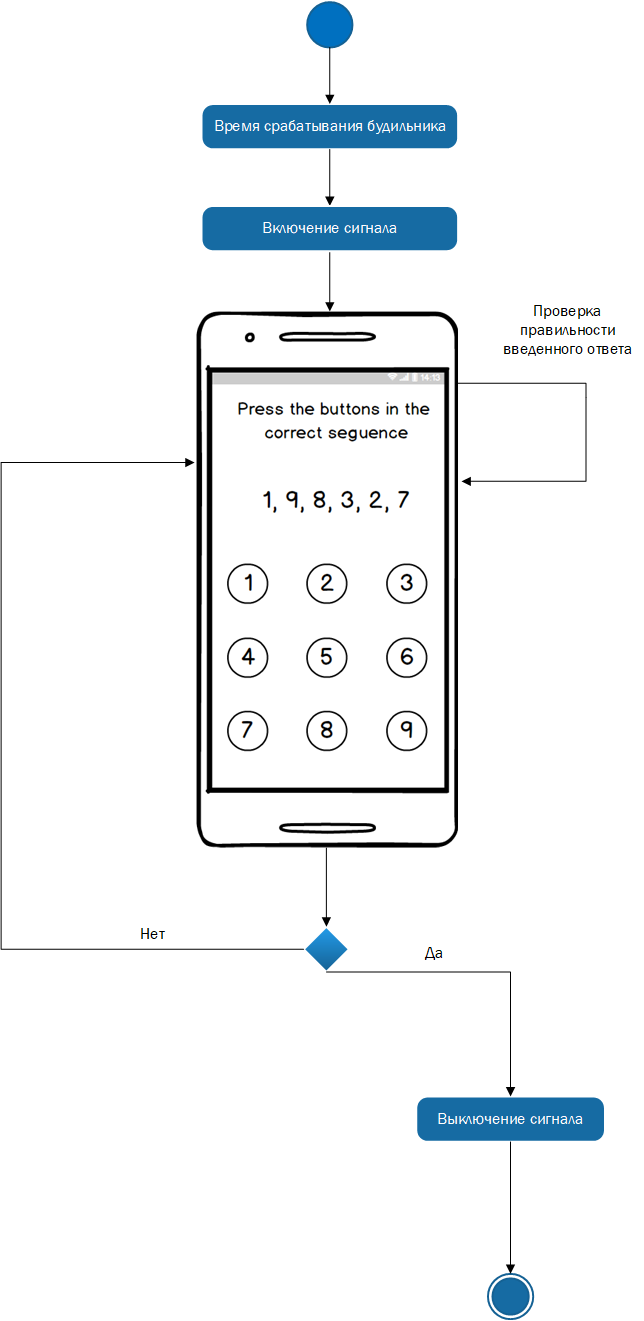 Время срабатывания будильника
Включение сигнала
Проверка
правильности
введенного ответа
14:13
Press the buttons in the
correct seguence
1, 9, 8, 3, 2, 7
1 2 3
4 5 6
7 8 9
Нет
Да
Выключение сигнала